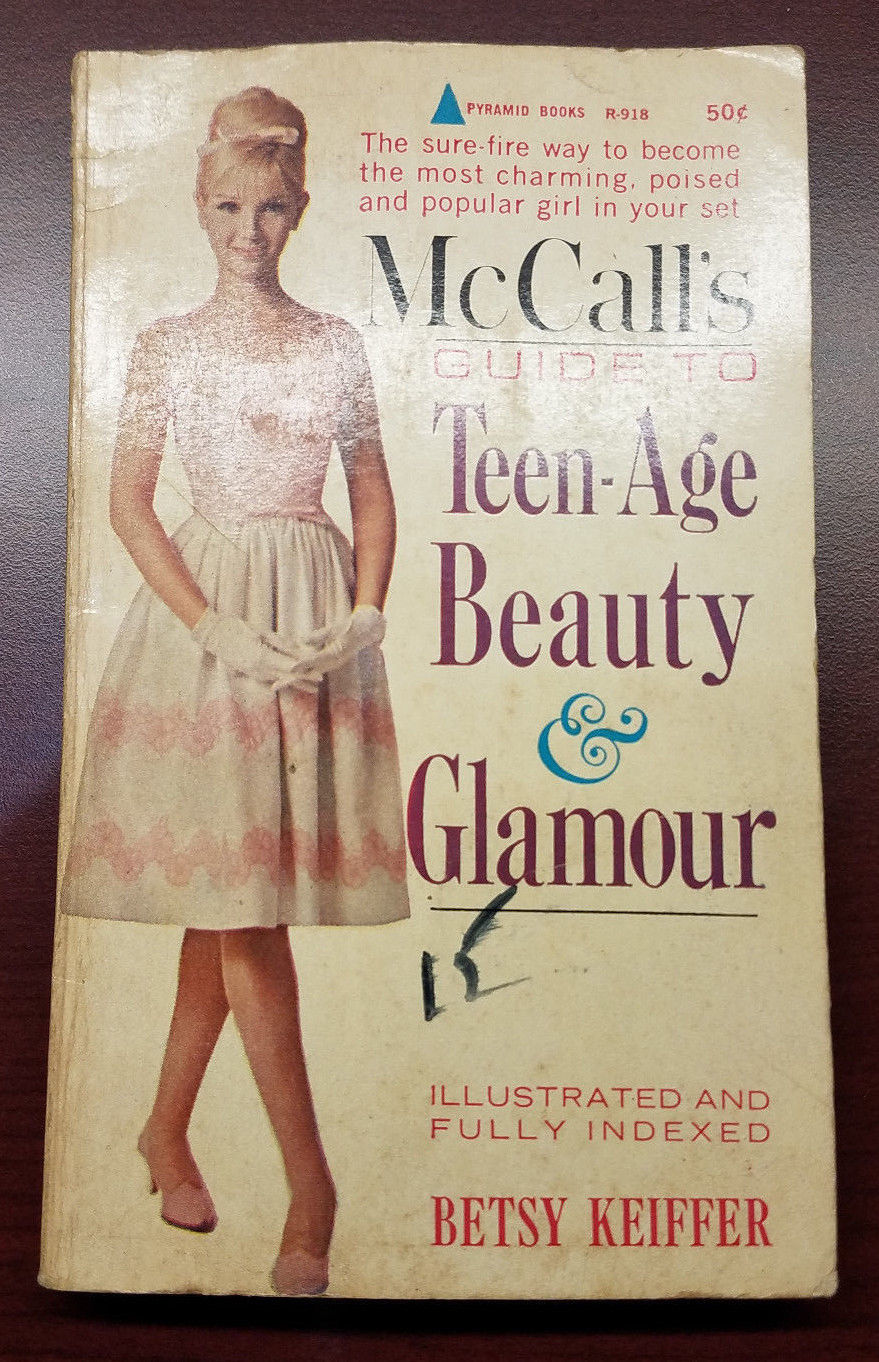 PYRAMID BOOKS R-918 50¢
The sure-fire way to become
the most charming, poised
and popular girl in your set
McCall's
GUIDE TO
Teen-Age
Beauty
&
Glamour
15
ILLUSTRATED AND
FULLY INDEXED
BETSY KEIFFER